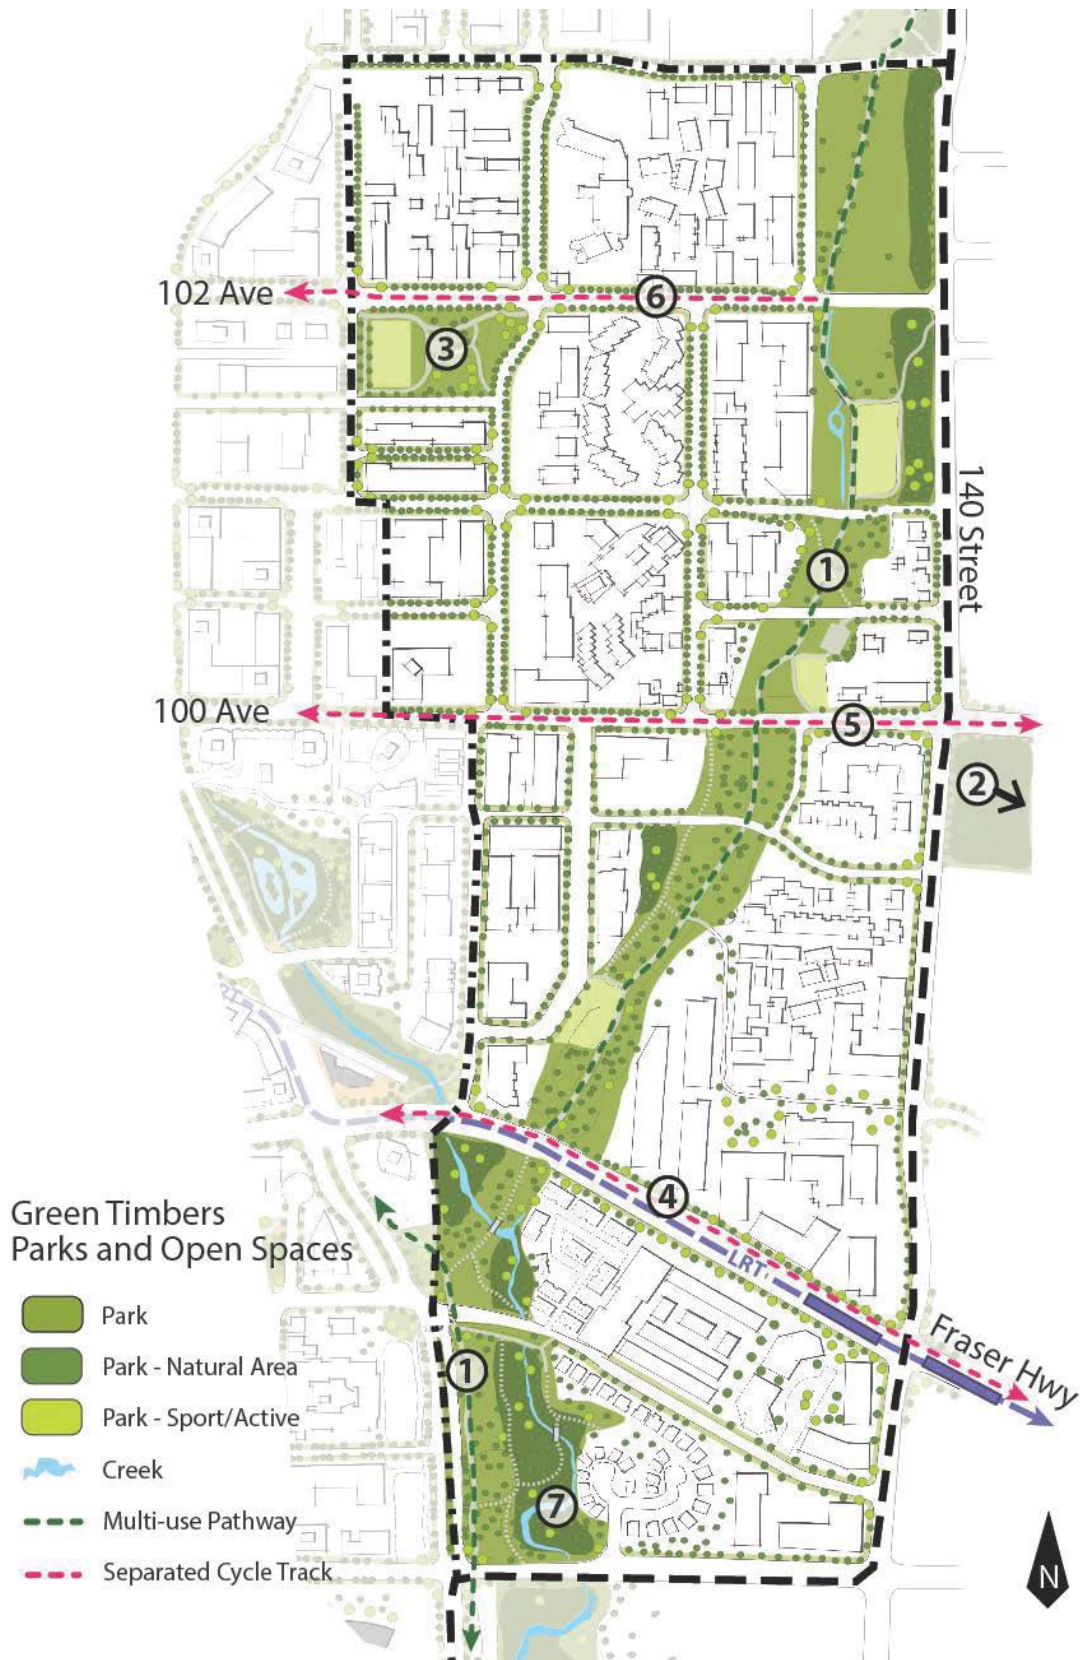 102 Ave
6
3
140 Street
1
100 Ave
5
2
4
LRT
Green Timbers
Parks and Open Spaces
Park
Fraser Hwy
Park - Natural Area
1
Park - Sport/Active
Creek
7
Multi-use Pathway
Separated Cycle Track
N